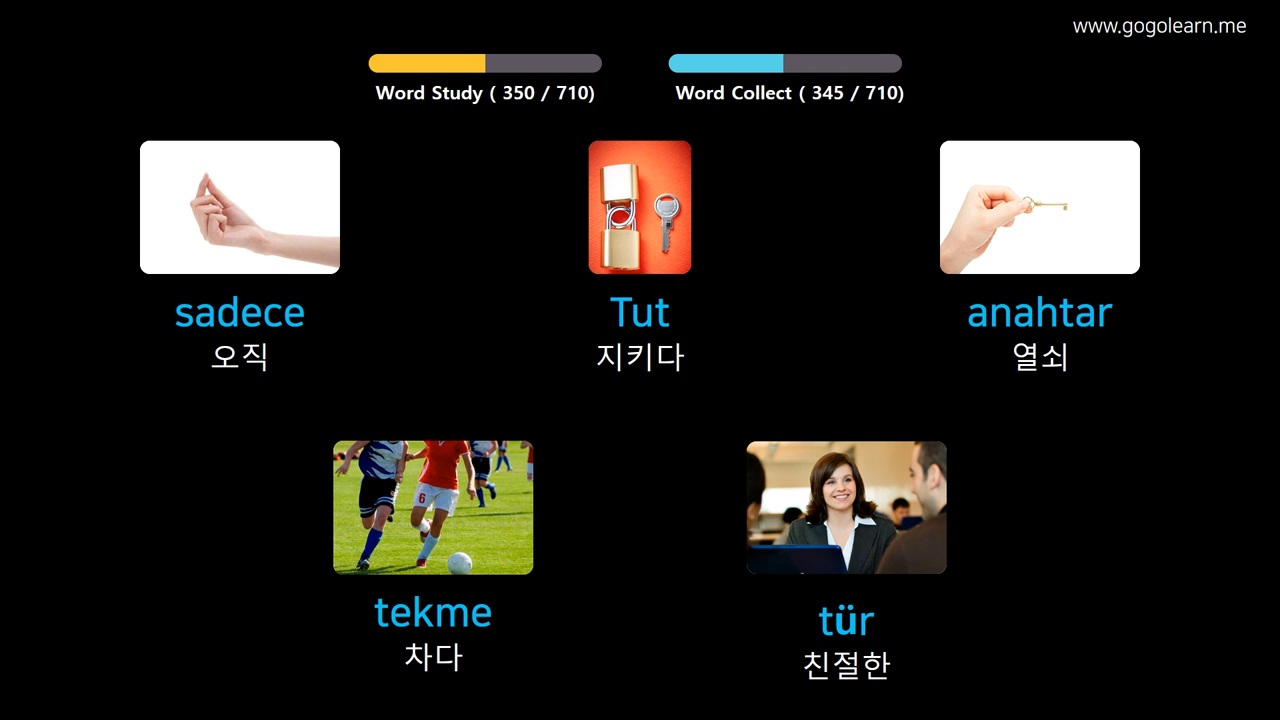 www.gogolearn.me
Word Study ( 350 / 710)
Word Collect ( 345 / 710)
sadece
오직
Tut
지키다
anahtar
열쇠
6
tekme
차다
tür
친절한